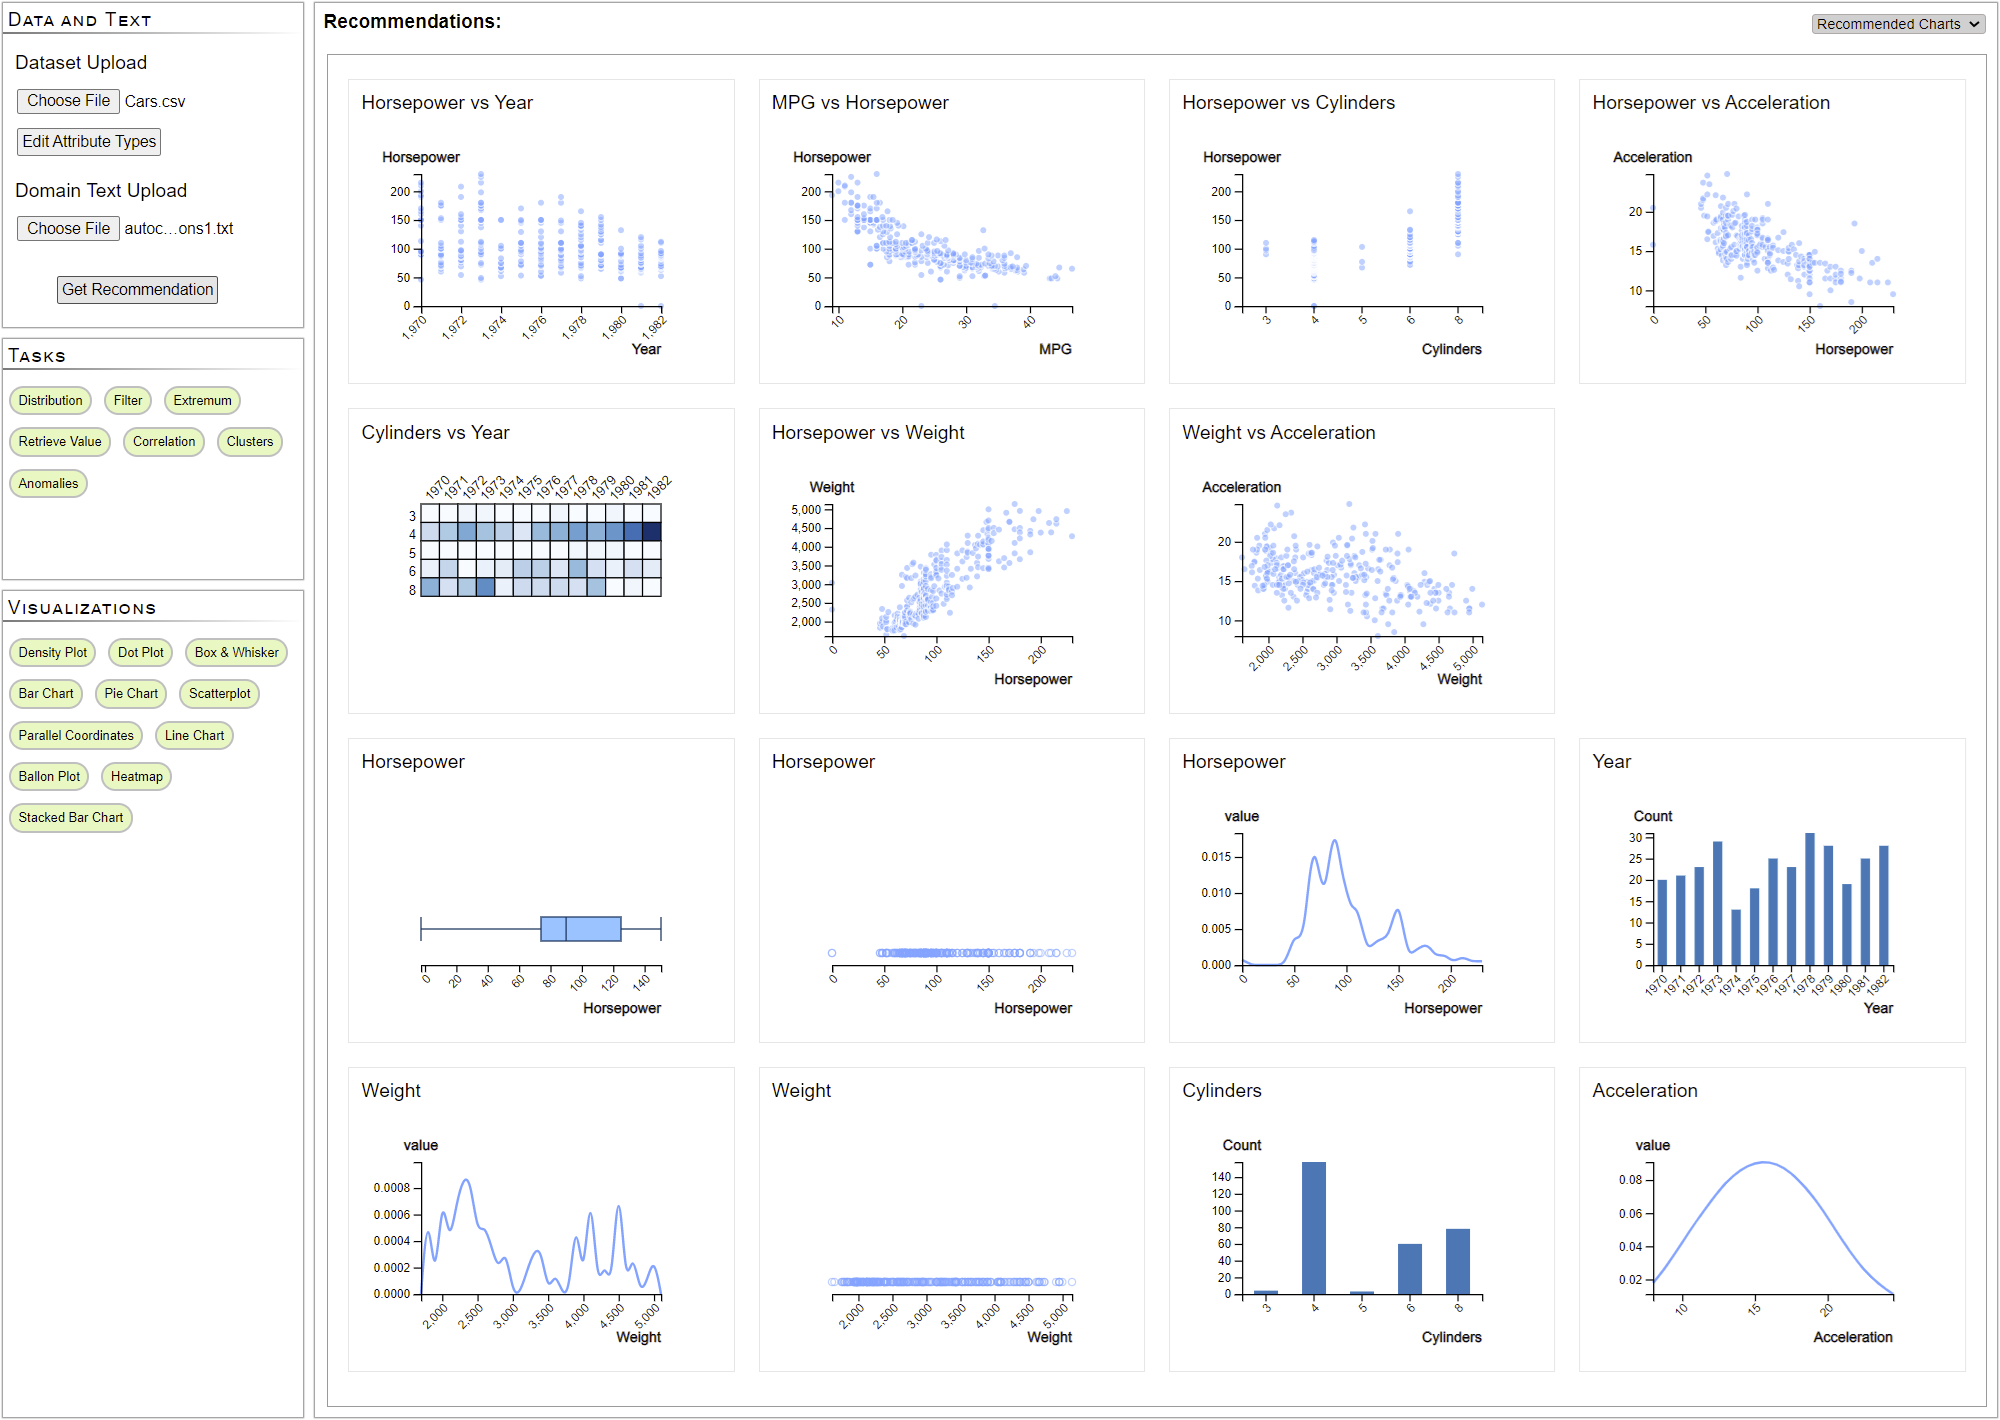 DATA AND TEXT
Dataset Upload
Choose File Cars.csv
Edit Attribute Types
Domain Text Upload
Choose File autoc...ons1.txt
Get Recommendation
TASKS
Distribution Filter Extremum
Retrieve Value Correlation Clusters
Anomalies
VISUALIZATIONS
Density Plot Dot Plot Box & Whisker
Bar Chart Pie Chart Scatterplot
Parallel Coordinates Line Chart
Ballon Plot Heatmap
Stacked Bar Chart
Recommendations:
Recommended Charts
Horsepower vs Year
Horsepower
200
150
100
50
0
1,970 1,972 1,974 1,976 1,978 1,980 1,982
Year
MPG vs Horsepower
Horsepower
200
150
100
50
0
10 20 30 40
MPG
Horsepower vs Cylinders
Horsepower
200
150
100
50
0
3 4 5 6 8
Cylinders
Horsepower vs Acceleration
Acceleration
20
15
10
0 50 100 150 200
Horsepower
Cylinders vs Year
1970 1971 1972 1973 1974 1975 1976 1977 1978 1979 1980 1981 1982
3
4
5
6
8
Horsepower vs Weight
Weight
5,000
4,500
4,000
3,500
3,000
2,500
2,000
0 50 100 150 200
Horsepower
Weight vs Acceleration
Acceleration
20
15
10
2,000 2,500 3,000 3,500 4,000 4,500 5,000
Weight
Horsepower
0 20 40 60 80 100 120 140
Horsepower
Horsepower
0 50 100 150 200
Horsepower
Horsepower
value
0.015
0.010
0.005
0.000
0 50 100 150 200
Horsepower
Year
Count
30
25
20
15
10
5
0
1970 1971 1972 1973 1974 1975 1976 1977 1978 1979 1980 1981 1982
Year
Weight
value
0.0008
0.0006
0.0004
0.0002
0.0000
2,000 2,500 3,000 3,500 4,000 4,500 5,000
Weight
Weight
2,000 2,500 3,000 3,500 4,000 4,500 5,000
Weight
Cylinders
Count
140
120
100
80
60
40
20
0
3 4 5 6 8
Cylinders
Acceleration
value
0.08
0.06
0.04
0.02
10 15 20
Acceleration